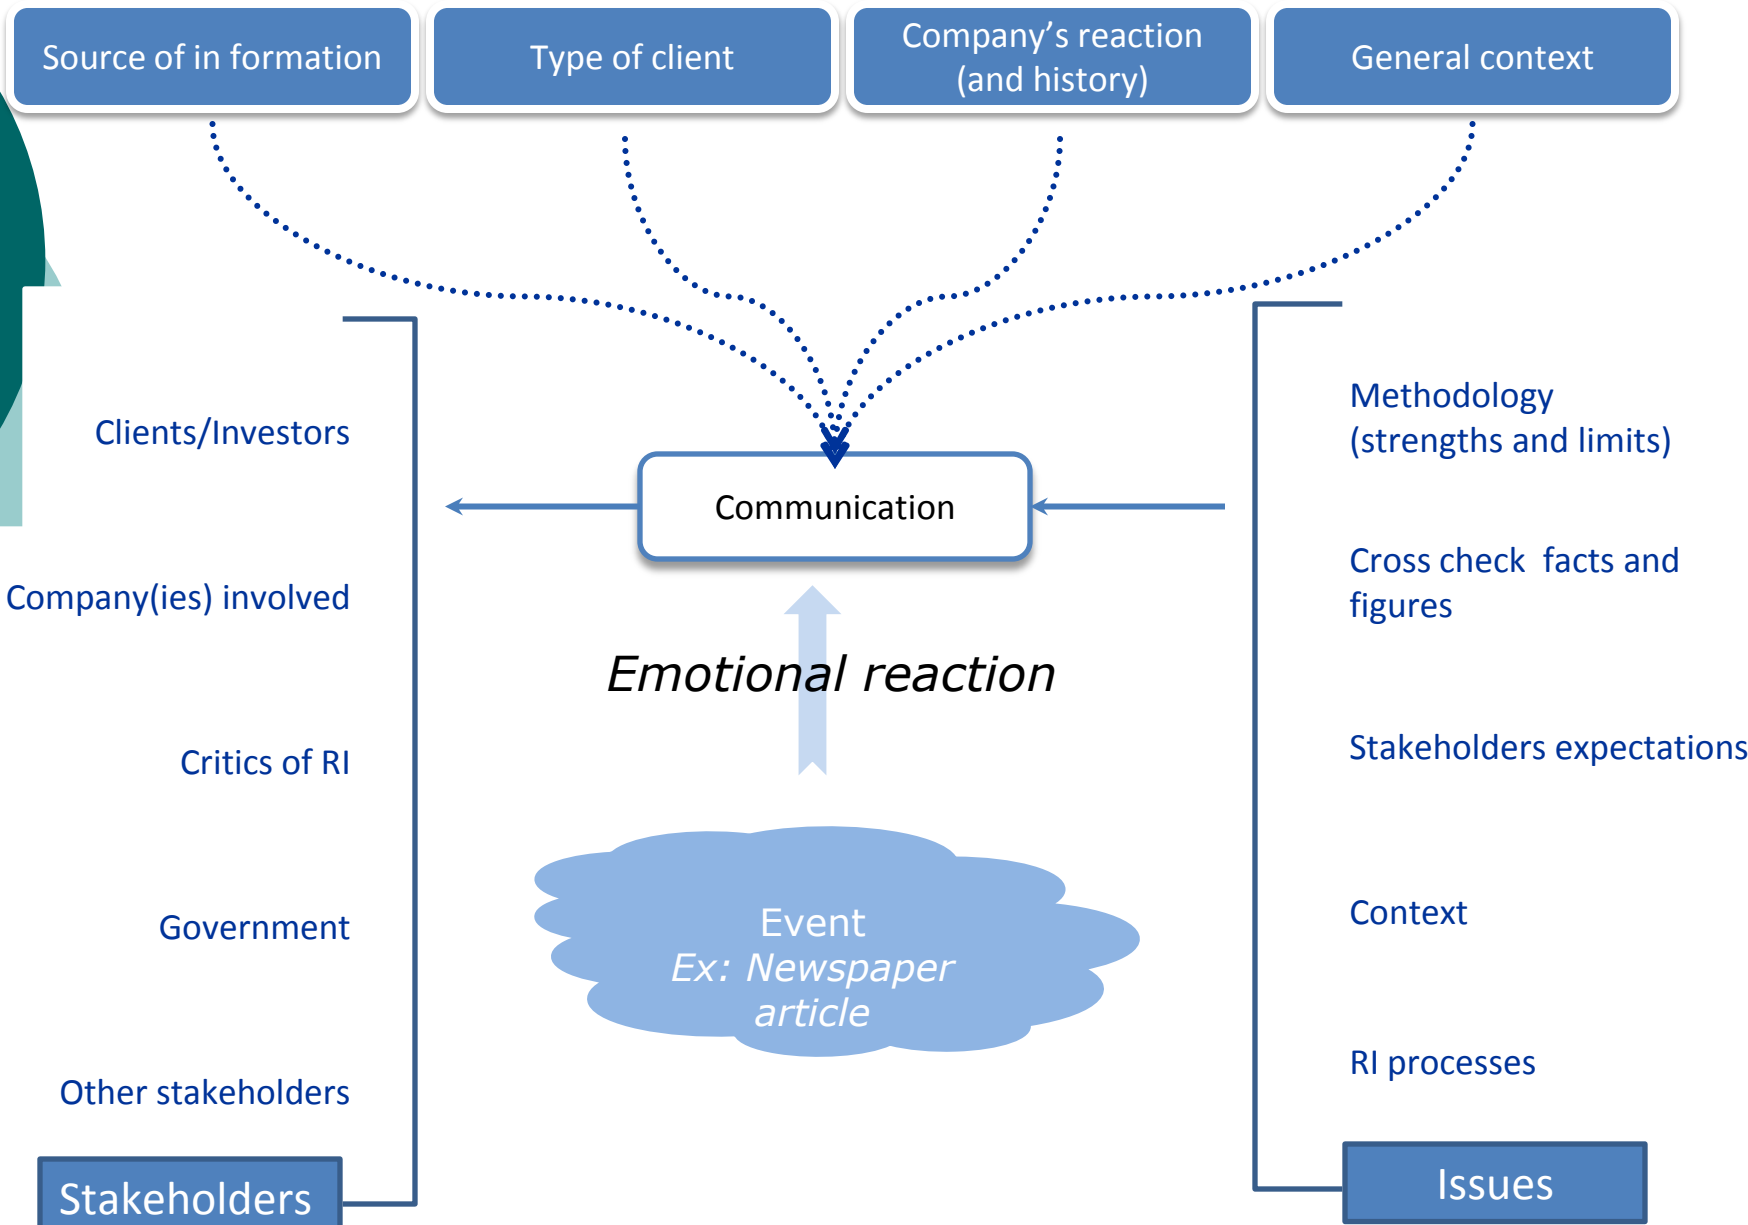 Source of in formation
Type of client
Company’s reaction
(and history)
General context
Clients/Investors
Company(ies) involved
Critics of RI
Government
Other stakeholders
Stakeholders
Communication
Emotional reaction
Event
Ex: Newspaper
article
Methodology
(strengths and limits)
Cross check  facts and
figures
Stakeholders expectations
Context
RI processes
Issues